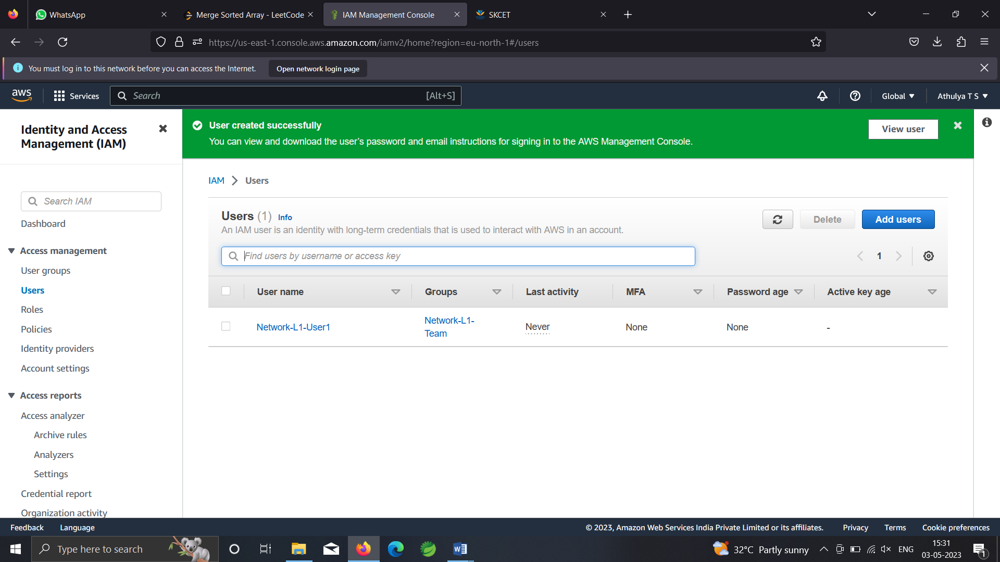 WhatsApp
Merge Sorted Array - LeetCode
IAM Management Console
SKCET
https://us-east-1.console.aws.amazon.com/iamv2/home?region=eu-north-1#/users
You must log in to this network before you can access the Internet.
Open network login page
aws
Services
Search
[Alt+S]
Global
Athulya T S
Identity and Access
Management (IAM)
User created successfully
You can view and download the user's password and email instructions for signing in to the AWS Management Console.
View user
Search IAM
Dashboard
Access management
User groups
Users
Roles
Policies
Identity providers
Account settings
Access reports
Access analyzer
Archive rules
Analyzers
Settings
Credential report
Organization activity
IAM > Users
Users (1) Info
An IAM user is an identity with long-term credentials that is used to interact with AWS in an account.
Delete
Add users
Find users by username or access key
1
User name Groups Last activity MFA Password age Active key age
Network-L1-User1 Network-L1-Team Never None None -
Feedback
Language
© 2023, Amazon Web Services India Private Limited or its affiliates.
Privacy
Terms
Cookie preferences
Type here to search
32°C Partly sunny
ENG
15:31
03-05-2023
1